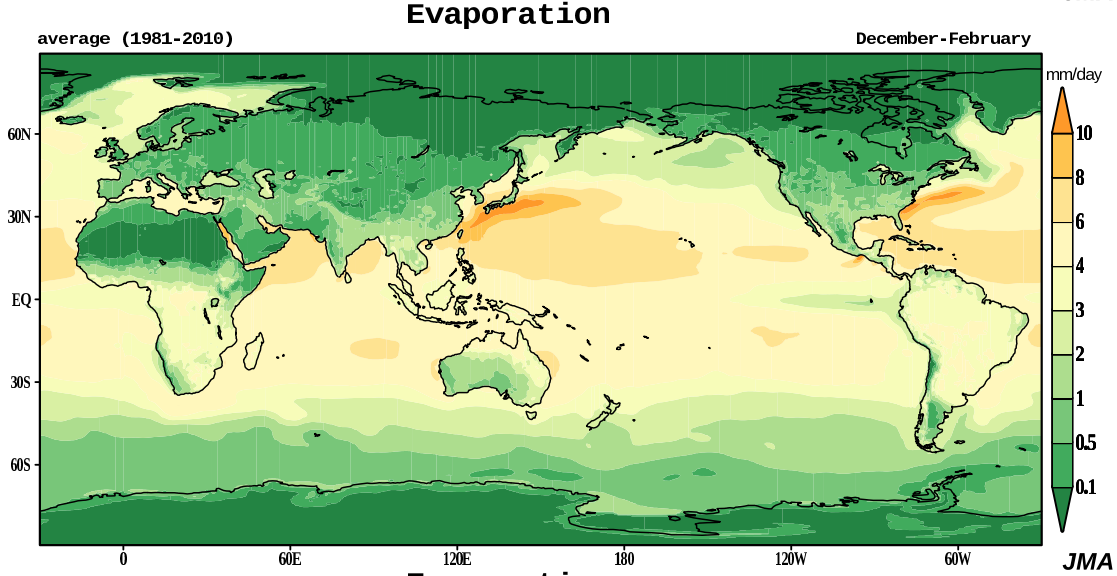 Evaporation
average (1981-2010)
December-February
mm/day
10
8
6
4
3
2
1
0.5
0.1
60N
30N
EQ
30S
60S
0
60E
120E
180
120W
60W
JMA